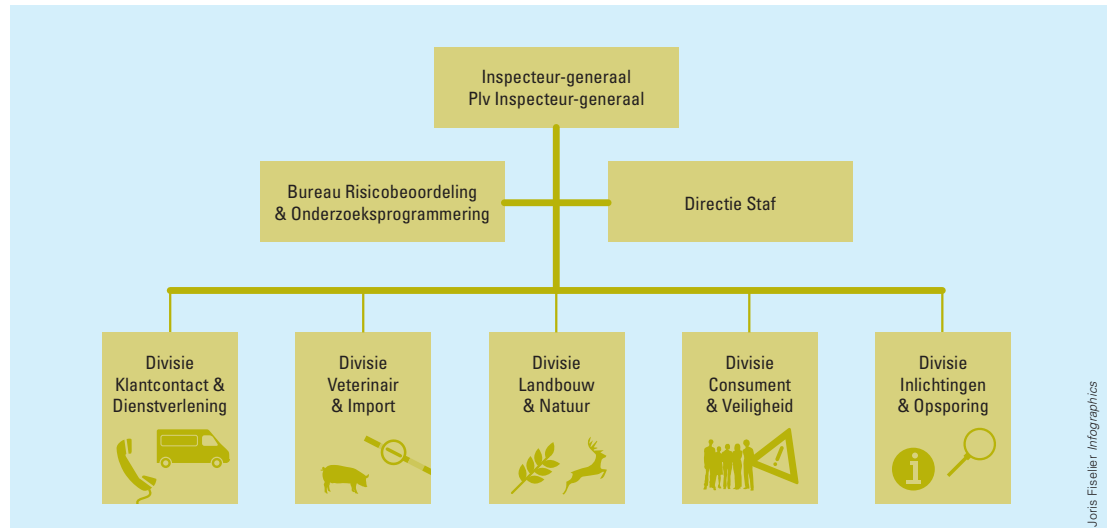 Inspecteur-generaal
Plv Inspecteur-generaal
Bureau Risicobeoordeling
& Onderzoeksprogrammering
Directie Staf
Divisie
Klantcontact &
Dienstverlening
Divisie
Veterinair
& Import
Divisie
Landbouw
& Natuur
Divisie
Consument
& Veiligheid
Divisie
Inlichtingen
& Opsporing
Joris Fiselier Infographics